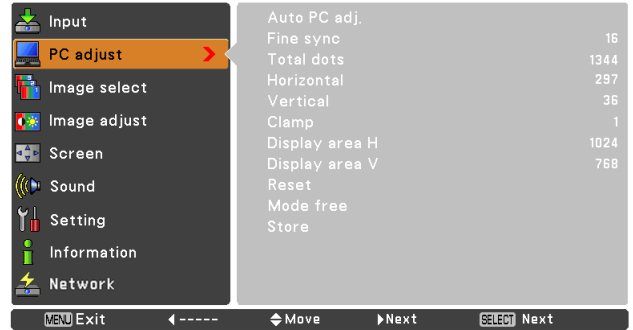 Input
PC adjust
Image select
Image adjust
Screen
Sound
Setting
Information
Network
Auto PC adj.
Fine sync 16
Total dots 1344
Horizontal 297
Vertical 36
Clamp 1
Display area H 1024
Display area V 768
Reset
Mode free
Store
MENU Exit ----- Move Next SELECT Next